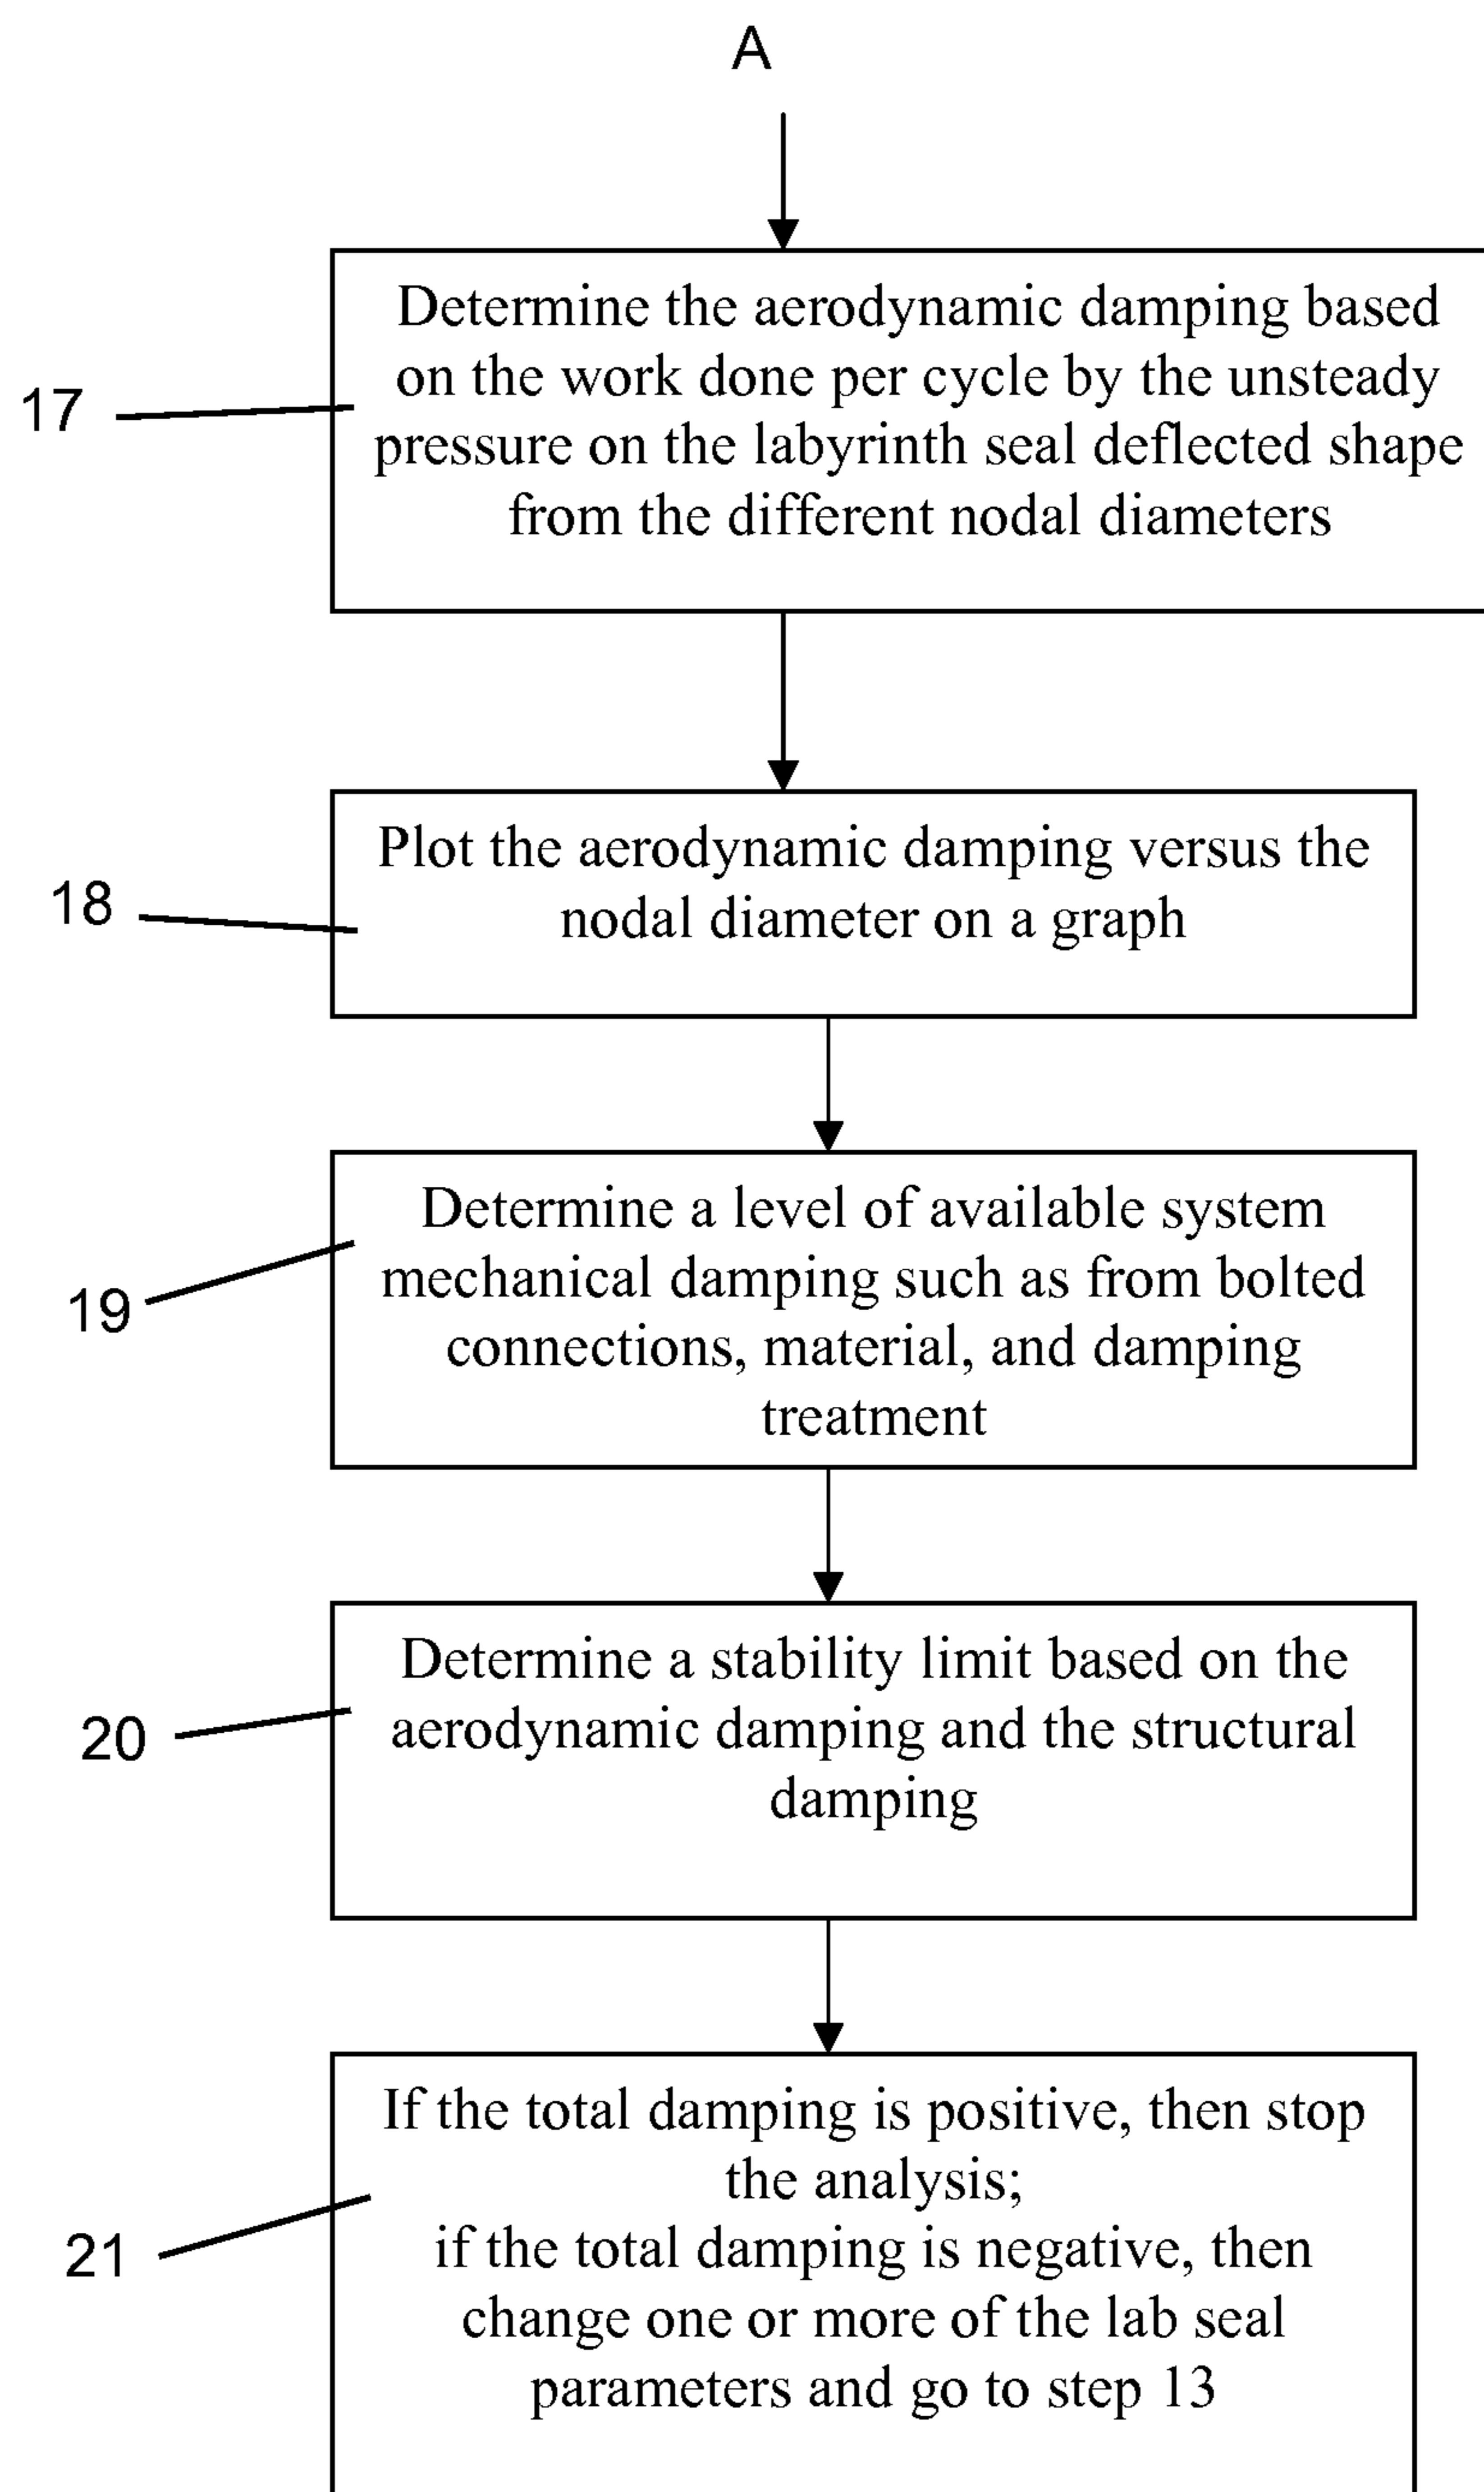 A
17
Determine the aerodynamic damping based
on the work done per cycle by the unsteady
pressure on the labyrinth seal deflected shape
from the different nodal diameters
18
Plot the aerodynamic damping versus the
nodal diameter on a graph
19
Determine a level of available system
mechanical damping such as from bolted
connections, material, and damping
treatment
20
Determine a stability limit based on the
aerodynamic damping and the structural
damping
21
If the total damping is positive, then stop
the analysis;
if the total damping is negative, then
change one or more of the lab seal
parameters and go to step 13